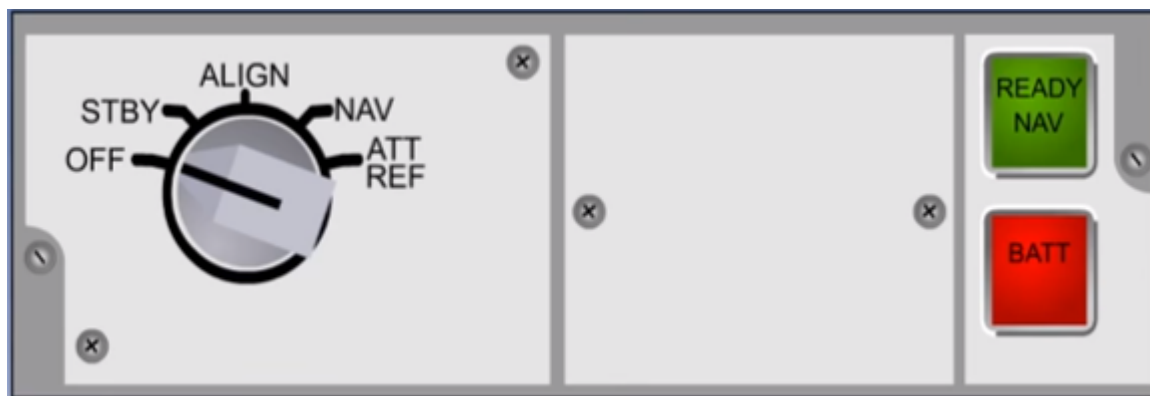 ALIGN
STBY
NAV
OFF
ATT
REF
READY
NAV
BATT